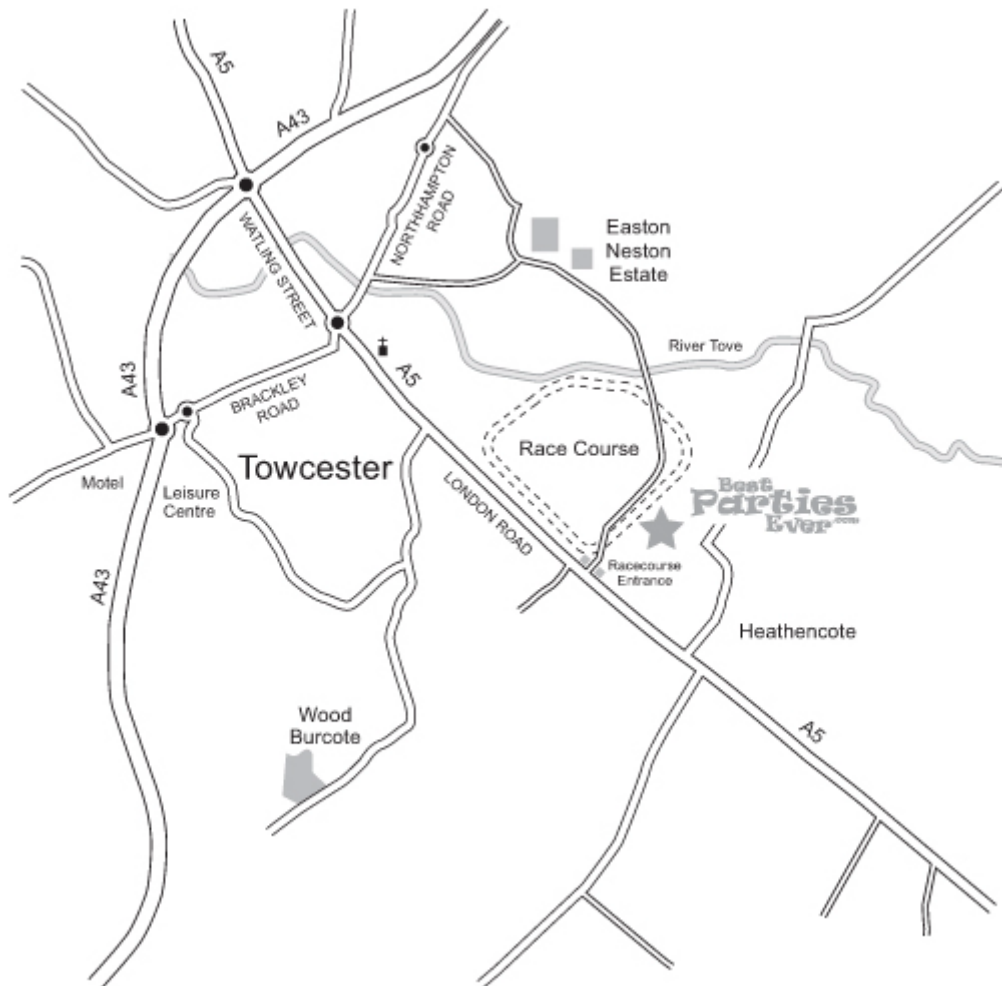 A5
A43
NORTHHAMPTON
ROAD
WATLING STREET
Easton
Neston
Estate
River Tove
A43
A5
BRACKLEY
ROAD
Race Course
Towcester
Motel
Leisure
Centre
LONDON ROAD
Best
Parties
Ever.com
Racecourse
Entrance
A43
Heathencote
Wood
Burcote
A5